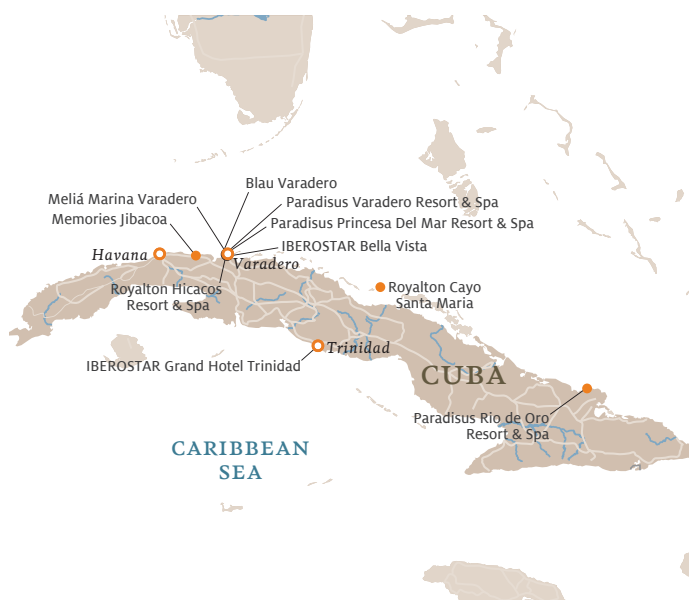 Blau Varadero
Meliá Marina Varadero
Paradisus Varadero Resort & Spa
Memories Jibacoa
Paradisus Princesa Del Mar Resort & Spa
IBEROSTAR Bella Vista
Havana
Varadero
Royalton Hicacos
Resort & Spa
Royalton Cayo
Santa Maria
Trinidad
IBEROSTAR Grand Hotel Trinidad
CUBA
Paradisus Rio de Oro
Resort & Spa
CARIBBEAN
SEA